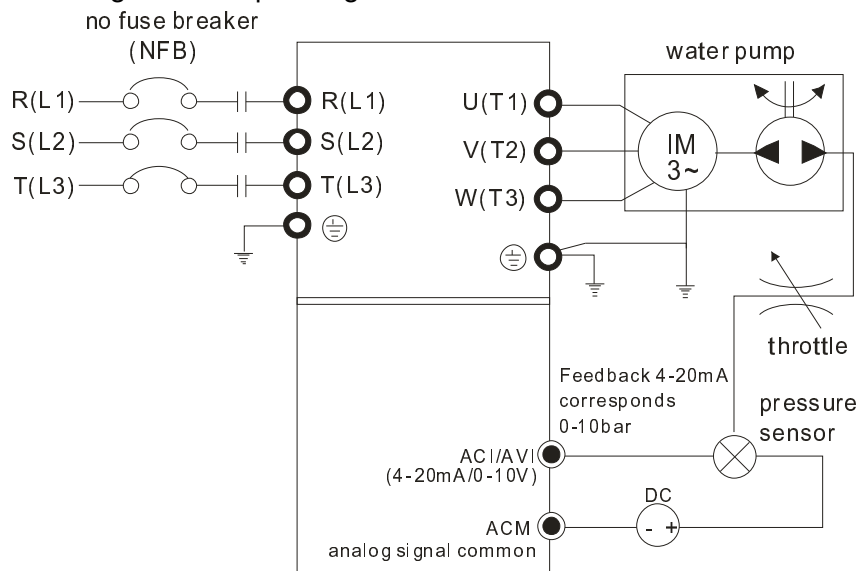 no fuse breaker
(NFB)
water pump
R(L1)
R(L1)
U(T1)
S(L2)
S(L2)
V(T2)
IM
3~
T(L3)
T(L3)
W(T3)
throttle
Feedback 4-20mA
corresponds
0-10bar
pressure
sensor
ACI/AVI
(4-20mA/0-10V)
DC
- +
ACM
analog signal common